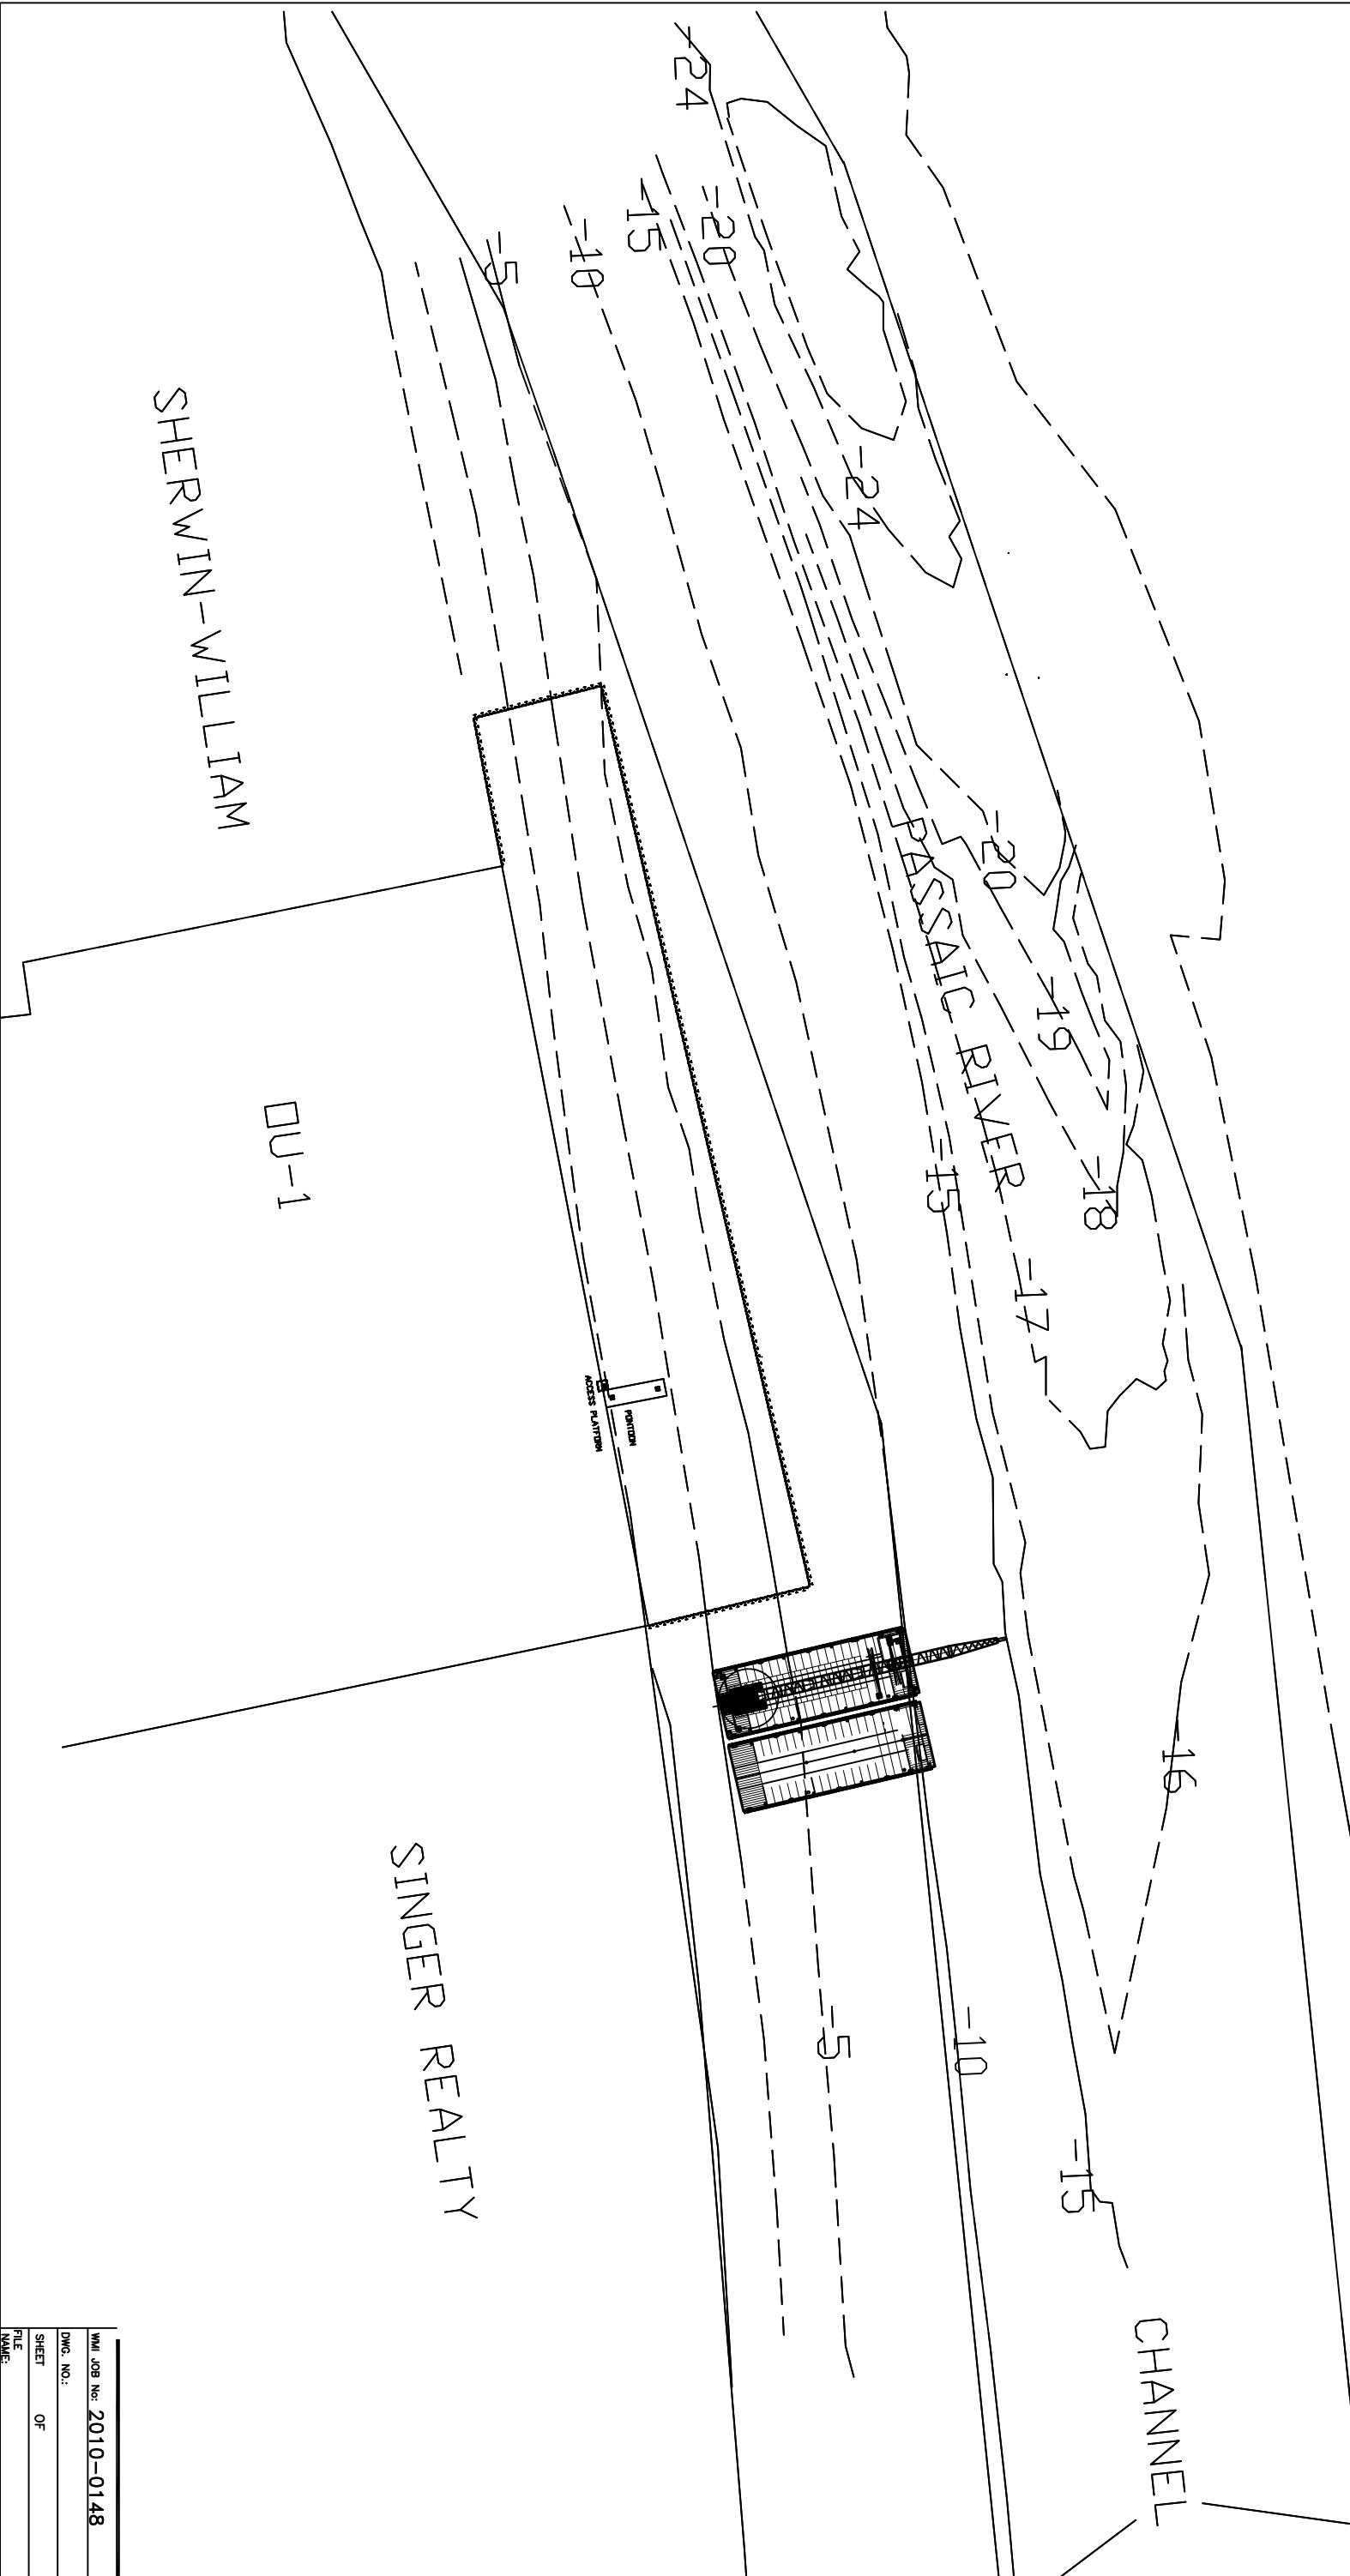 -24
-20
-15
-10
-5
-24
SHERWIN-WILLIAM
-20
PASSAIC RIVER
-19
-18
-15
-17
OU-1
PONTOON
ACCESS PLATFORM
-16
SINGER REALTY
-5
-10
-15
CHANNEL
WMI JOB No: 2010-0148
DWG. NO.:
SHEET OF
FILE
NAME: